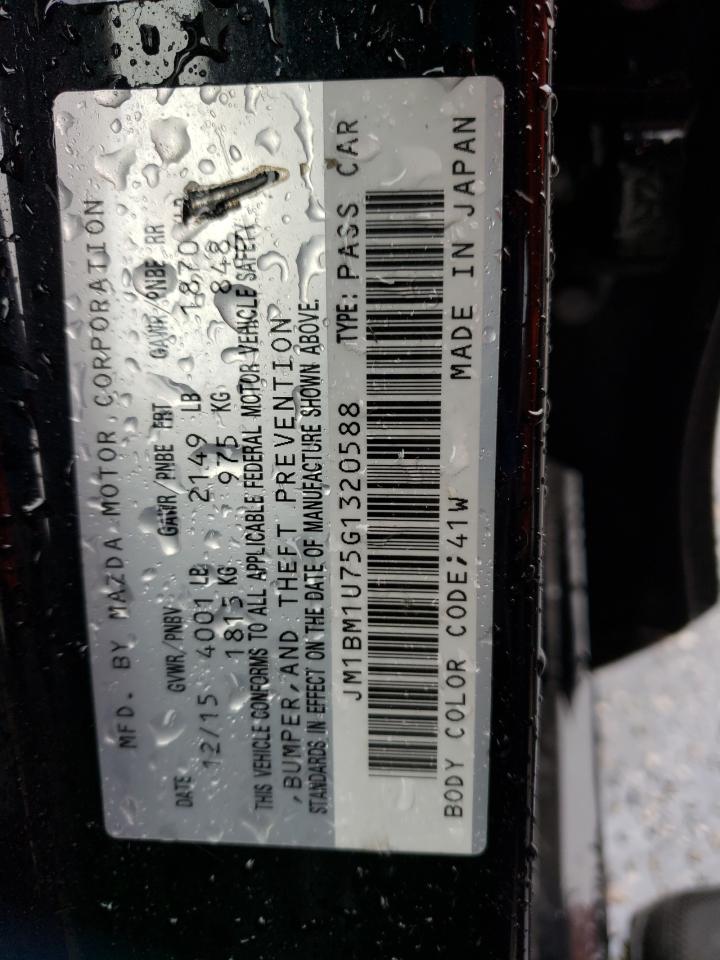 MFD. BY MAZDA MOTOR CORPORATION
DATE GVWR/PNBV GAWR/PNBE FRT GAWR/PNBE RR
12/15 4001 LB 2149 LB 1870 LB
1815 KG 975 KG 848
THIS VEHICLE CONFORMS TO ALL APPLICABLE FEDERAL MOTOR VEHICLE SAFETY
,BUMPER,AND THEFT PREVENTION
STANDARDS IN EFFECT ON THE DATE OF MANUFACTURE SHOWN ABOVE.
JM1BM1U75G1320588 TYPE: PASS CAR
BODY COLOR CODE;41W MADE IN JAPAN